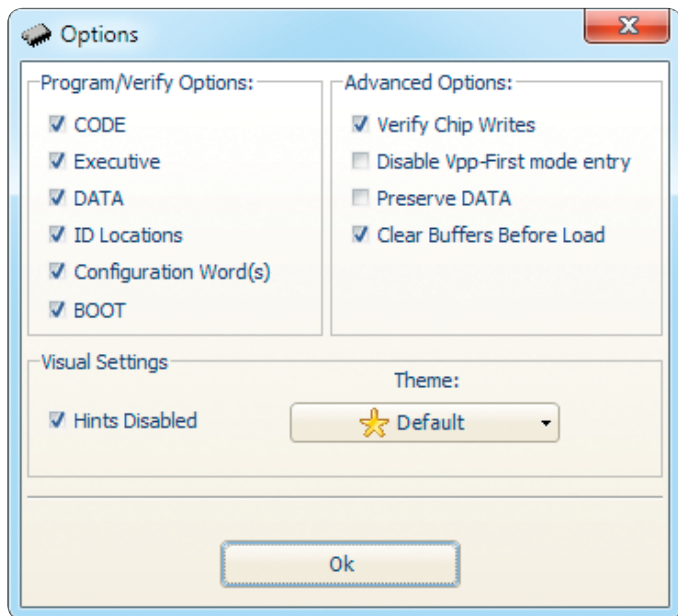 Options
Program/Verify Options:
CODE
Executive
DATA
ID Locations
Configuration Word(s)
BOOT
Advanced Options:
Verify Chip Writes
Disable Vpp-First mode entry
Preserve DATA
Clear Buffers Before Load
Visual Settings
Hints Disabled
Theme:
Default
Ok